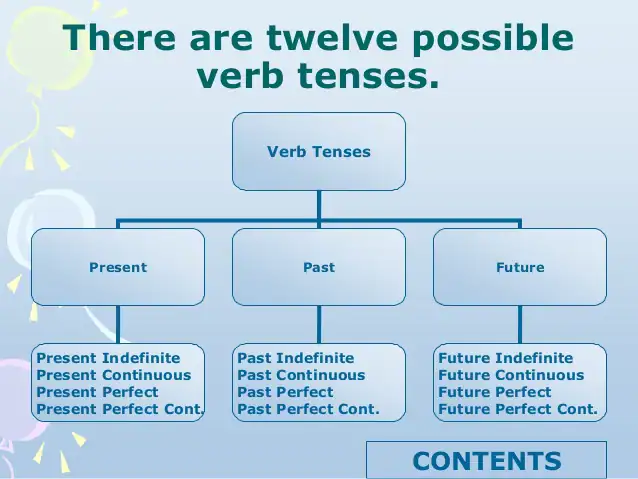 There are twelve possible
verb tenses.
Verb Tenses
Present
Past
Future
Present Indefinite
Present Continuous
Present Perfect
Present Perfect Cont.
Past Indefinite
Past Continuous
Past Perfect
Past Perfect Cont.
Future Indefinite
Future Continuous
Future Perfect
Future Perfect Cont.
CONTENTS